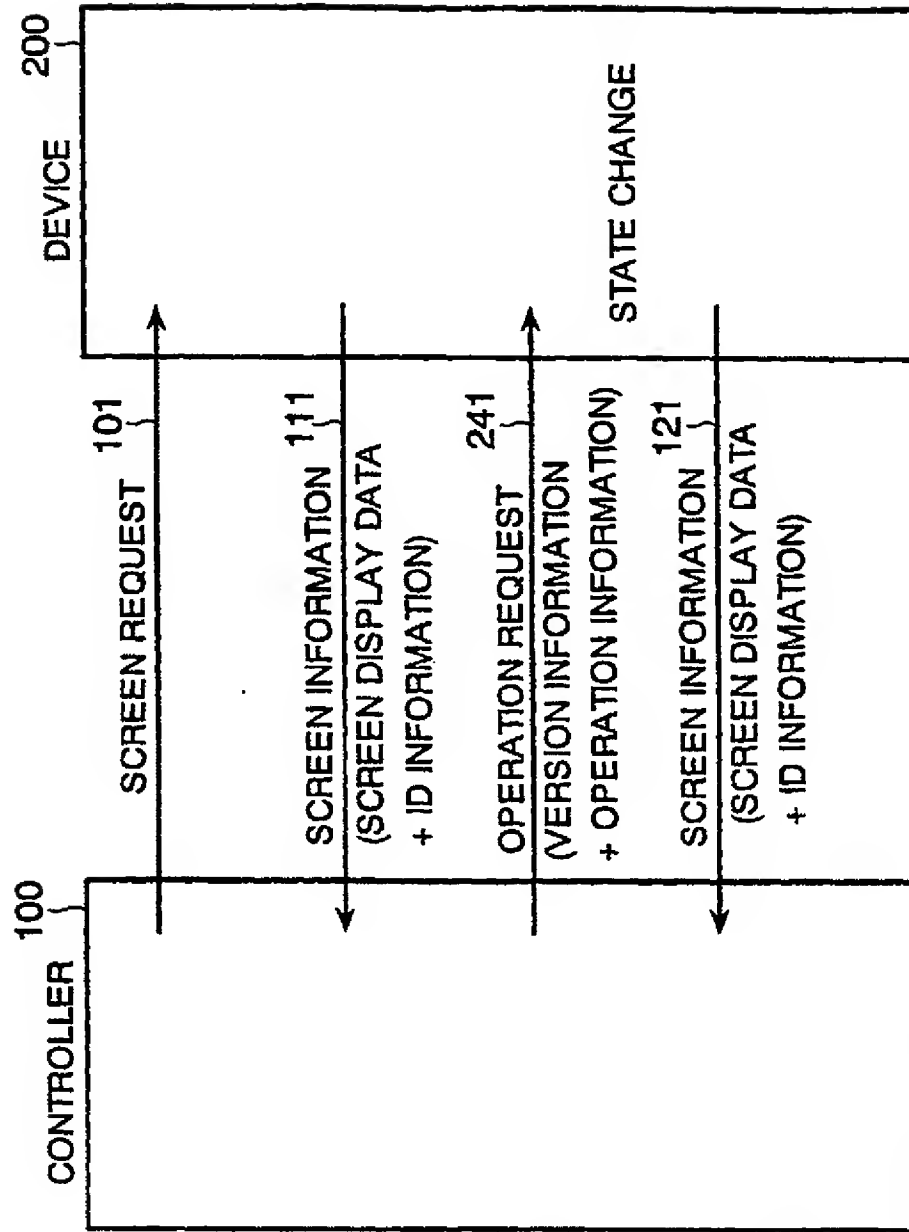 CONTROLLER
100
DEVICE
200
SCREEN REQUEST
101
SCREEN INFORMATION
111
(SCREEN DISPLAY DATA
+ ID INFORMATION)
OPERATION REQUEST
241
(VERSION INFORMATION
+ OPERATION INFORMATION)
STATE CHANGE
SCREEN INFORMATION
121
(SCREEN DISPLAY DATA
+ ID INFORMATION)